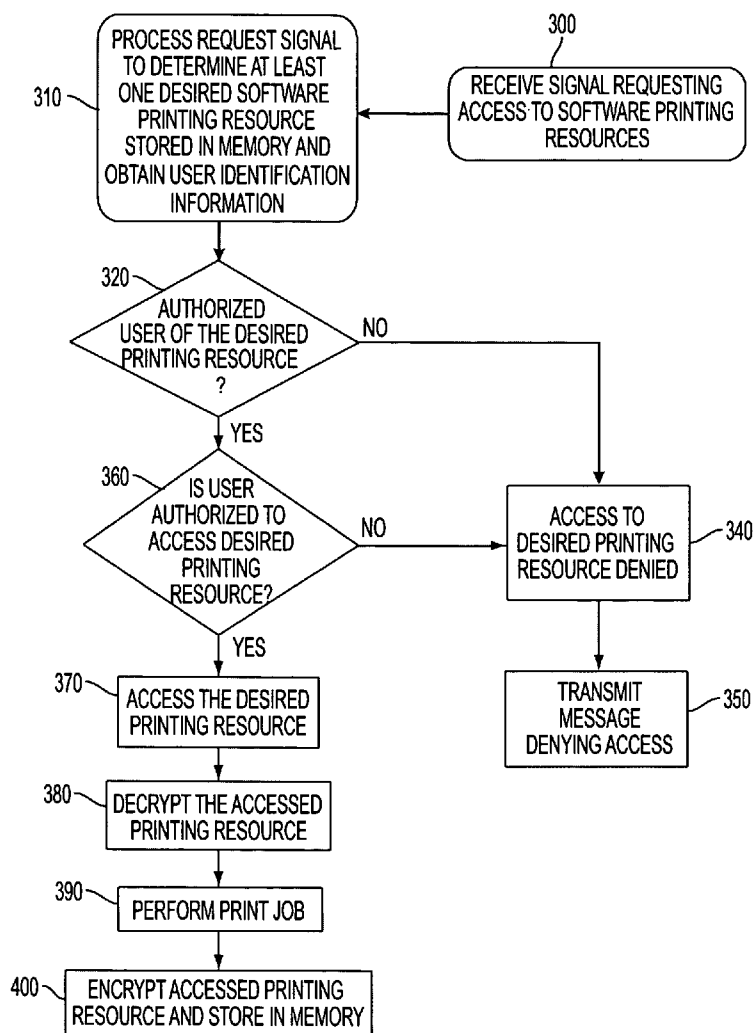 300
RECEIVE SIGNAL REQUESTING
ACCESS TO SOFTWARE PRINTING
RESOURCES
310
PROCESS REQUEST SIGNAL
TO DETERMINE AT LEAST
ONE DESIRED SOFTWARE
PRINTING RESOURCE
STORED IN MEMORY AND
OBTAIN USER IDENTIFICATION
INFORMATION
320
AUTHORIZED
USER OF THE DESIRED
PRINTING RESOURCE
?
NO
YES
360
IS USER
AUTHORIZED TO
ACCESS DESIRED
PRINTING
RESOURCE?
NO
YES
340
ACCESS TO
DESIRED PRINTING
RESOURCE DENIED
350
TRANSMIT
MESSAGE
DENYING ACCESS
370
ACCESS THE DESIRED
PRINTING RESOURCE
380
DECRYPT THE ACCESSED
PRINTING RESOURCE
390
PERFORM PRINT JOB
400
ENCRYPT ACCESSED PRINTING
RESOURCE AND STORE IN MEMORY